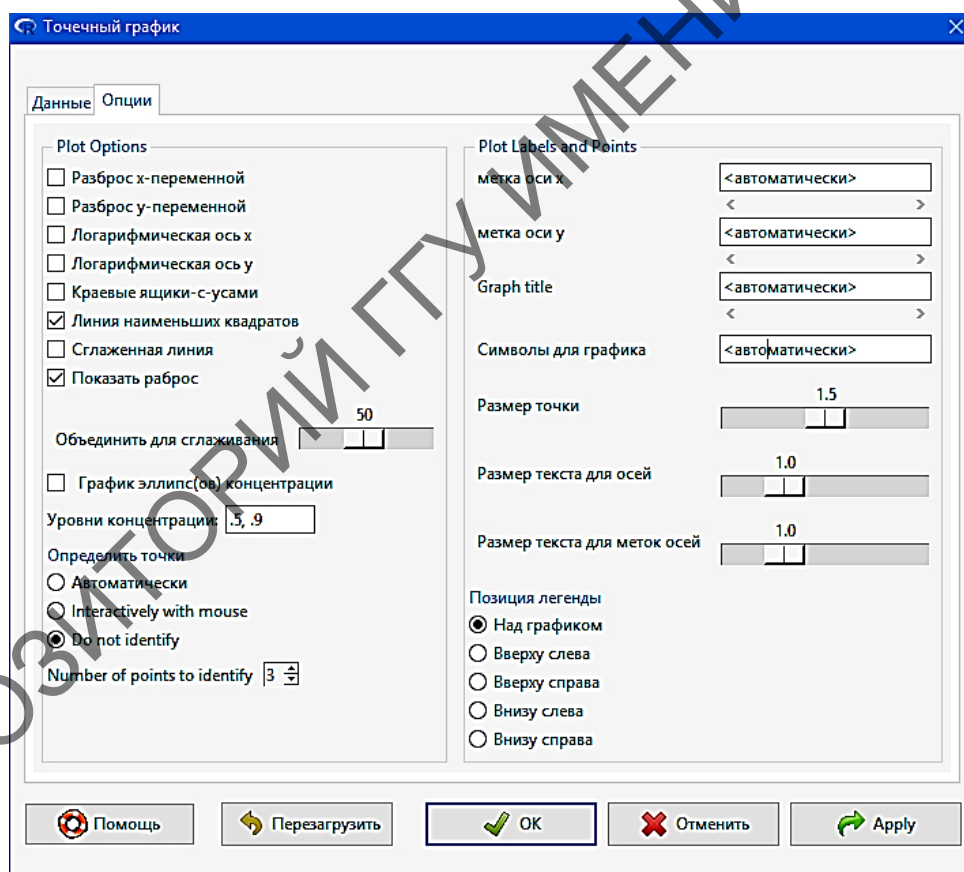 Точечный график
Данные
Опции
Plot Options
Разброс x-переменной
Разброс y-переменной
Логарифмическая ось x
Логарифмическая ось y
Краевые ящики-с-усами
Линия наименьших квадратов
Сглаженная линия
Показать раброс
50
Объединить для сглаживания
График эллипс(ов) концентрации
Уровни концентрации: .5, .9
Определить точки
Автоматически
Interactively with mouse
Do not identify
Number of points to identify 3
Plot Labels and Points
метка оси x <автоматически>
метка оси y <автоматически>
Graph title <автоматически>
Символы для графика <автоматически>
1.5
Размер точки
1.0
Размер текста для осей
1.0
Размер текста для меток осей
Позиция легенды
Над графиком
Вверху слева
Вверху справа
Внизу слева
Внизу справа
Помощь
Перезагрузить
OK
Отменить
Apply
ОЗИТОРИЙ ГГУ ИМЕНИ